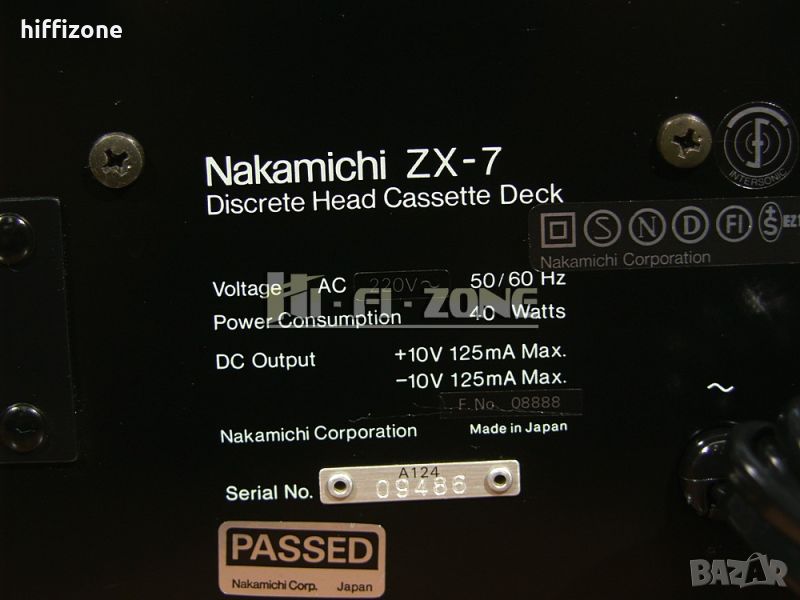 hiffizone
Nakamichi ZX-7
Discrete Head Cassette Deck
INTERSONIC
S N D FI S
Nakamichi Corporation
Voltage AC 220V~ 50/60 Hz
Hi-Fi-ZONE
Power Consumption 40 Watts
DC Output +10V 125mA Max.
−10V 125mA Max.
F. No 08888
~
Nakamichi Corporation Made in Japan
A124
Serial No. 09486
PASSED
Nakamichi Corp. Japan
BAZAR